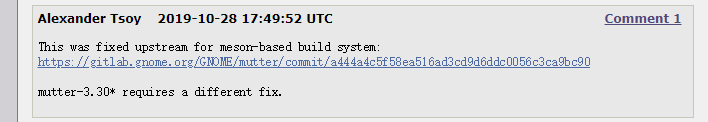 Alexander Tsoy 2019-10-28 17:49:52 UTC Comment 1
This was fixed upstream for meson-based build system:
https://gitlab.gnome.org/GNOME/mutter/commit/a444a4c5f58ea516ad3cd9d6ddc0056c3ca9bc90
mutter-3.30* requires a different fix.